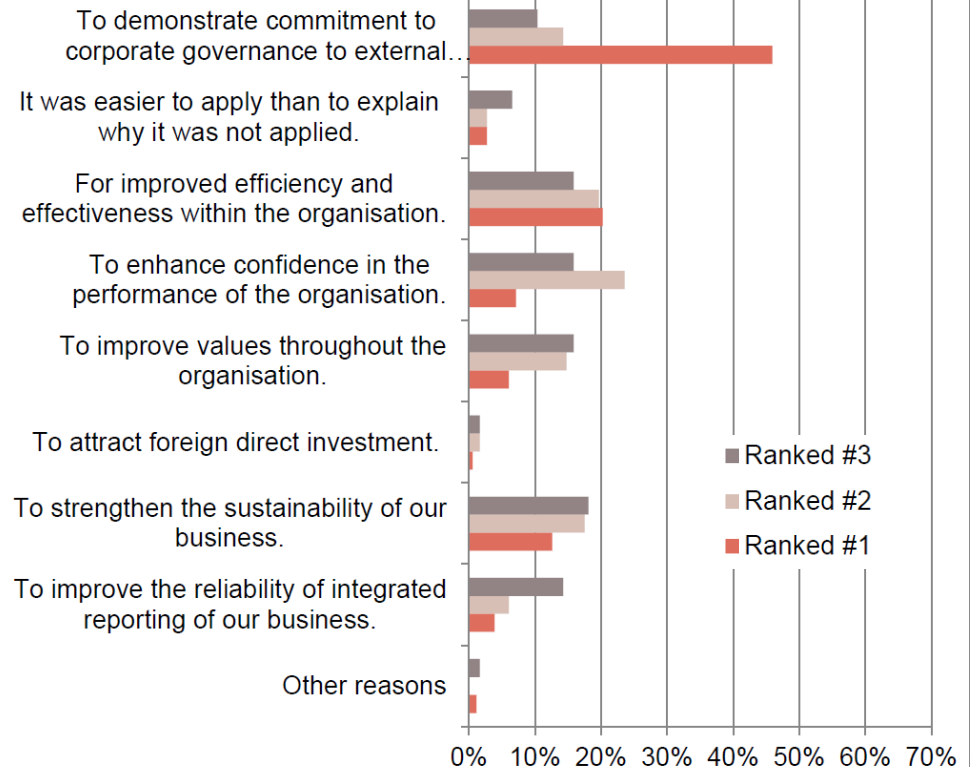 To demonstrate commitment to
corporate governance to external…
It was easier to apply than to explain
why it was not applied.
For improved efficiency and
effectiveness within the organisation.
To enhance confidence in the
performance of the organisation.
To improve values throughout the
organisation.
To attract foreign direct investment.
To strengthen the sustainability of our
business.
To improve the reliability of integrated
reporting of our business.
Other reasons
Ranked #3
Ranked #2
Ranked #1
0% 10% 20% 30% 40% 50% 60% 70%